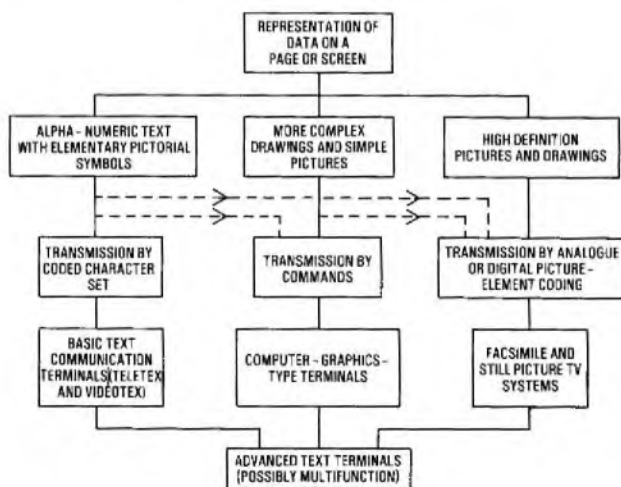 REPRESENTATION OF
DATA ON A
PAGE OR SCREEN
ALPHA - NUMERIC TEXT
WITH ELEMENTARY PICTORIAL
SYMBOLS
MORE COMPLEX
DRAWINGS AND SIMPLE
PICTURES
HIGH DEFINITION
PICTURES AND DRAWINGS
TRANSMISSION BY
CODED CHARACTER
SET
TRANSMISSION BY
COMMANDS
TRANSMISSION BY ANALOGUE
OR DIGITAL PICTURE -
ELEMENT CODING
BASIC TEXT
COMMUNICATION
TERMINALS (TELETEX
AND VIDEOTEX)
COMPUTER - GRAPHICS -
TYPE TERMINALS
FACSIMILE AND
STILL PICTURE TV
SYSTEMS
ADVANCED TEXT TERMINALS
(POSSIBLY MULTIFUNCTION)